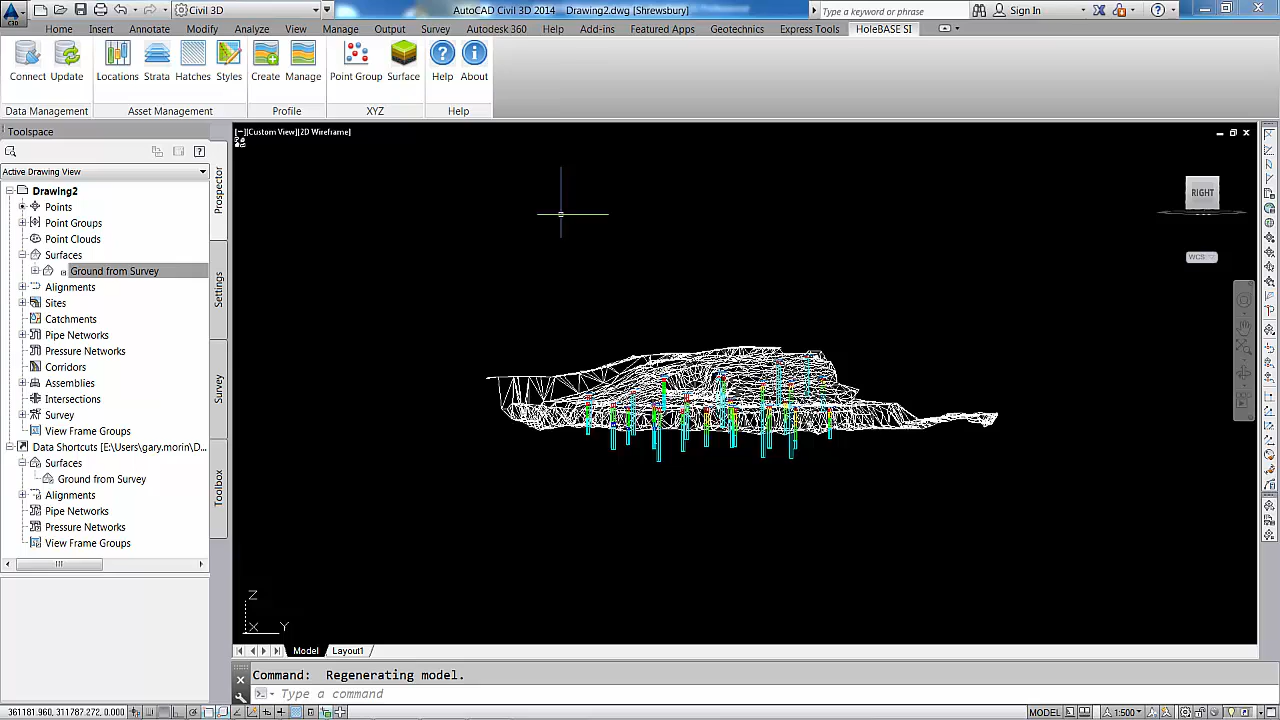 Civil 3D
AutoCAD Civil 3D 2014
Drawing2.dwg [Shrewsbury]
Type a keyword or phrase
Sign In
C3D
Home Insert Annotate Modify Analyze View Manage Output Survey Autodesk 360 Help Add-ins Featured Apps Geotechnics Express Tools HoleBASE SI
Connect Update Locations Strata Hatches Styles Create Manage Point Group Surface Help About
Data Management Asset Management Profile XYZ Help
Toolspace
[−][Custom View][2D Wireframe]
Active Drawing View
Drawing2
Points
Point Groups
Point Clouds
Surfaces
Ground from Survey
Alignments
Sites
Catchments
Pipe Networks
Pressure Networks
Corridors
Assemblies
Intersections
Survey
View Frame Groups
Data Shortcuts [E:\Users\gary.morin\D...
Surfaces
Ground from Survey
Alignments
Pipe Networks
Pressure Networks
View Frame Groups
Prospector
Settings
Survey
Toolbox
RIGHT
WCS
Z
X Y
Model Layout1
Command: Regenerating model.
Type a command
361181.960, 311787.272, 0.000
MODEL
1:500